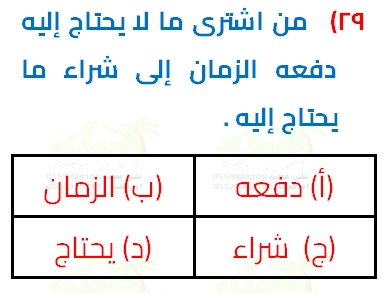 ٢٩) من اشترى ما لا يحتاج إليه
دفعه الزمان إلى شراء ما
يحتاج إليه .
(أ) دفعه (ب) الزمان
(ج) شراء (د) يحتاج